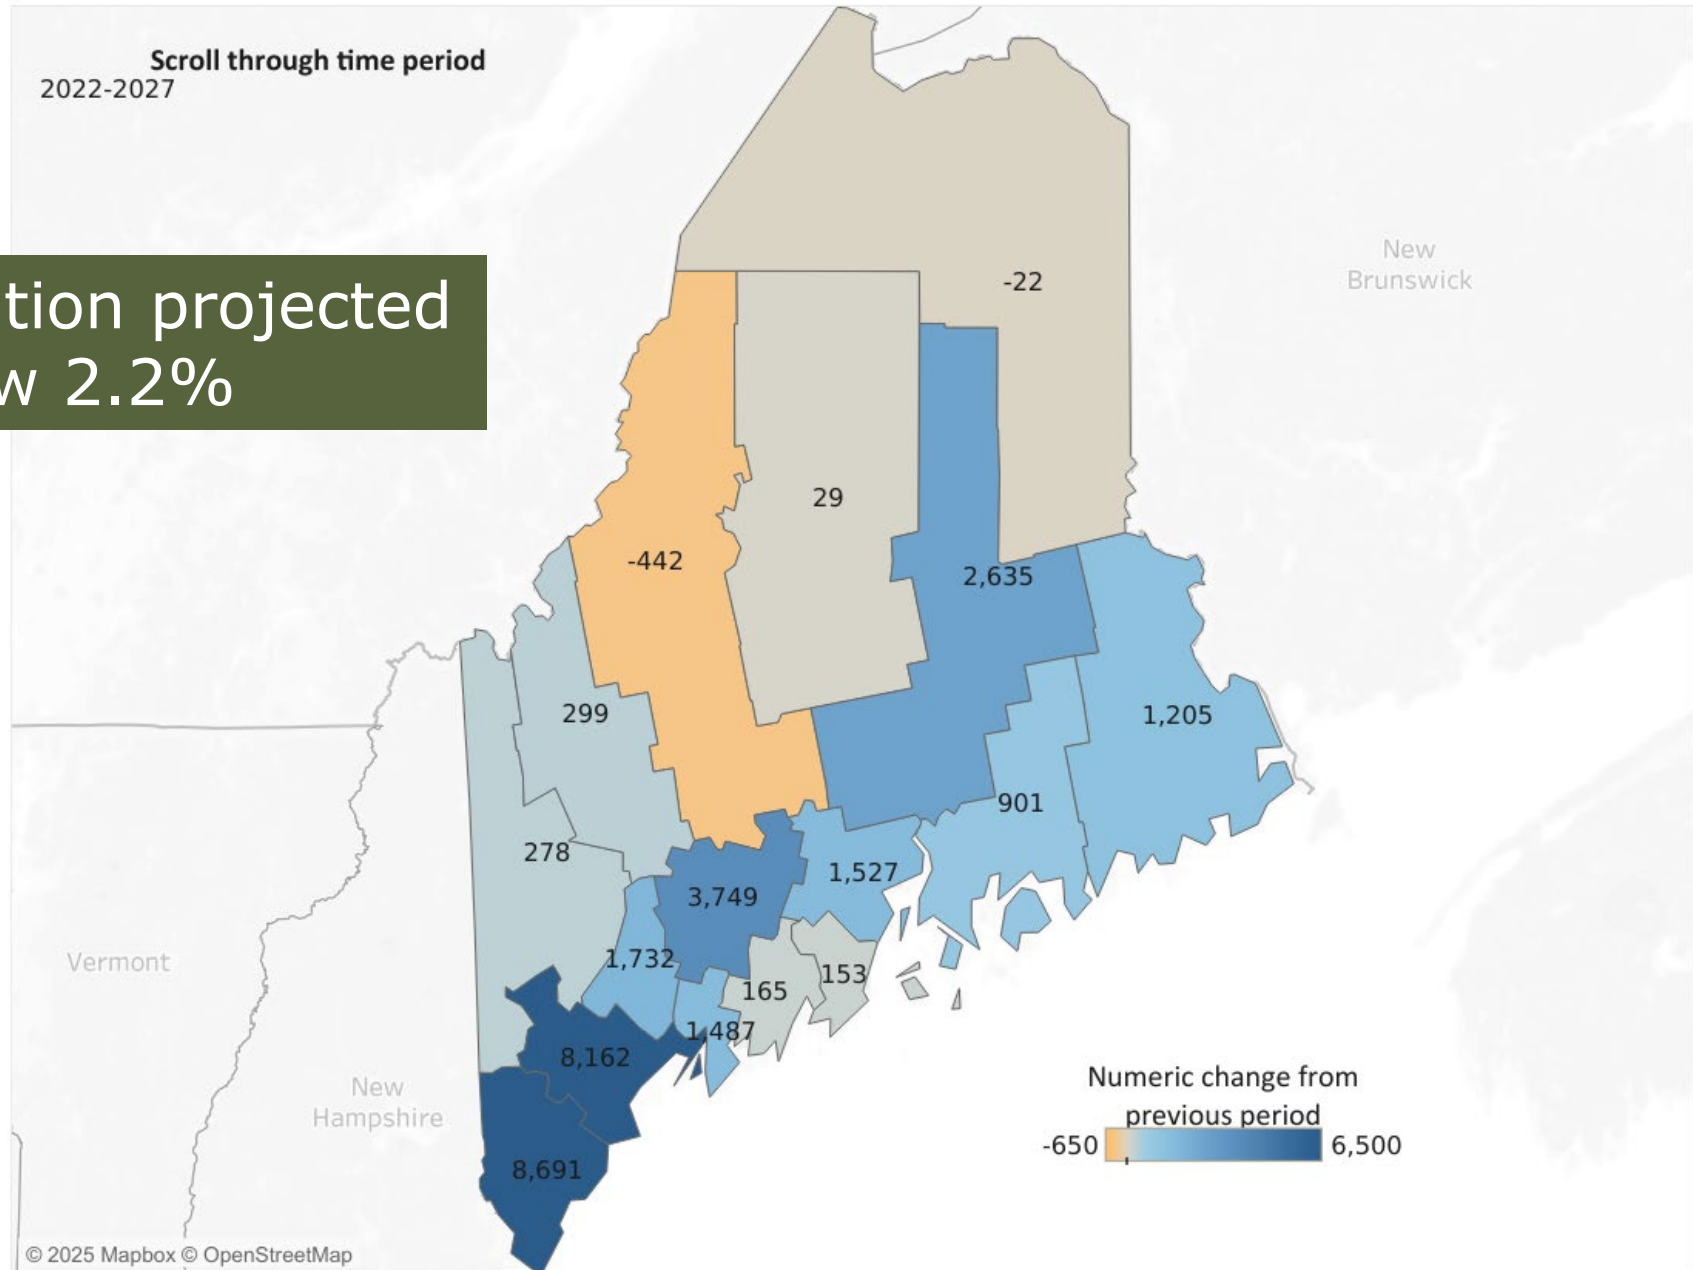 Scroll through time period
2022-2027
tion projected
w 2.2%
New
Brunswick
-22
29
-442
2,635
299
1,205
901
278
1,527
3,749
1,732
153
165
1,487
8,162
8,691
Vermont
New
Hampshire
Numeric change from
previous period
-650 6,500
© 2025 Mapbox © OpenStreetMap